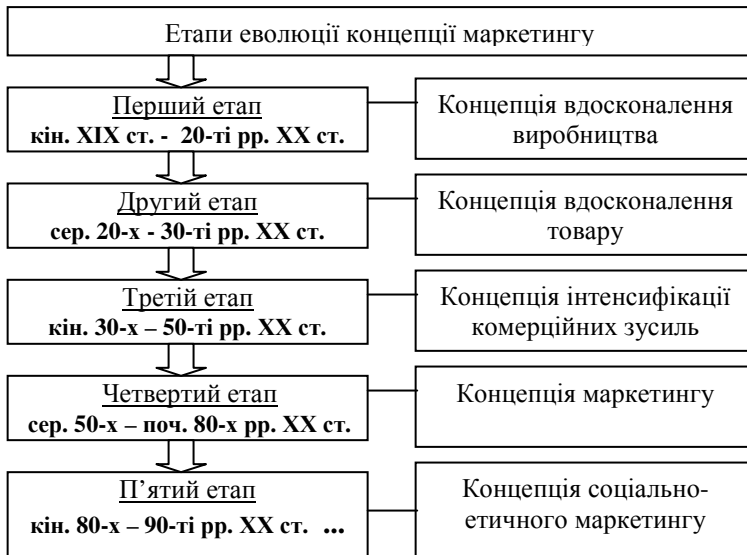 Етапи еволюції концепції маркетингу
Перший етап
кін. XIX ст. - 20-ті рр. XX ст.
Концепція вдосконалення
виробництва
Другий етап
сер. 20-х - 30-ті рр. XX ст.
Концепція вдосконалення
товару
Третій етап
кін. 30-х – 50-ті рр. XX ст.
Концепція інтенсифікації
комерційних зусиль
Четвертий етап
сер. 50-х – поч. 80-х рр. XX ст.
Концепція маркетингу
П’ятий етап
кін. 80-х – 90-ті рр. XX ст. ...
Концепція соціально-
етичного маркетингу